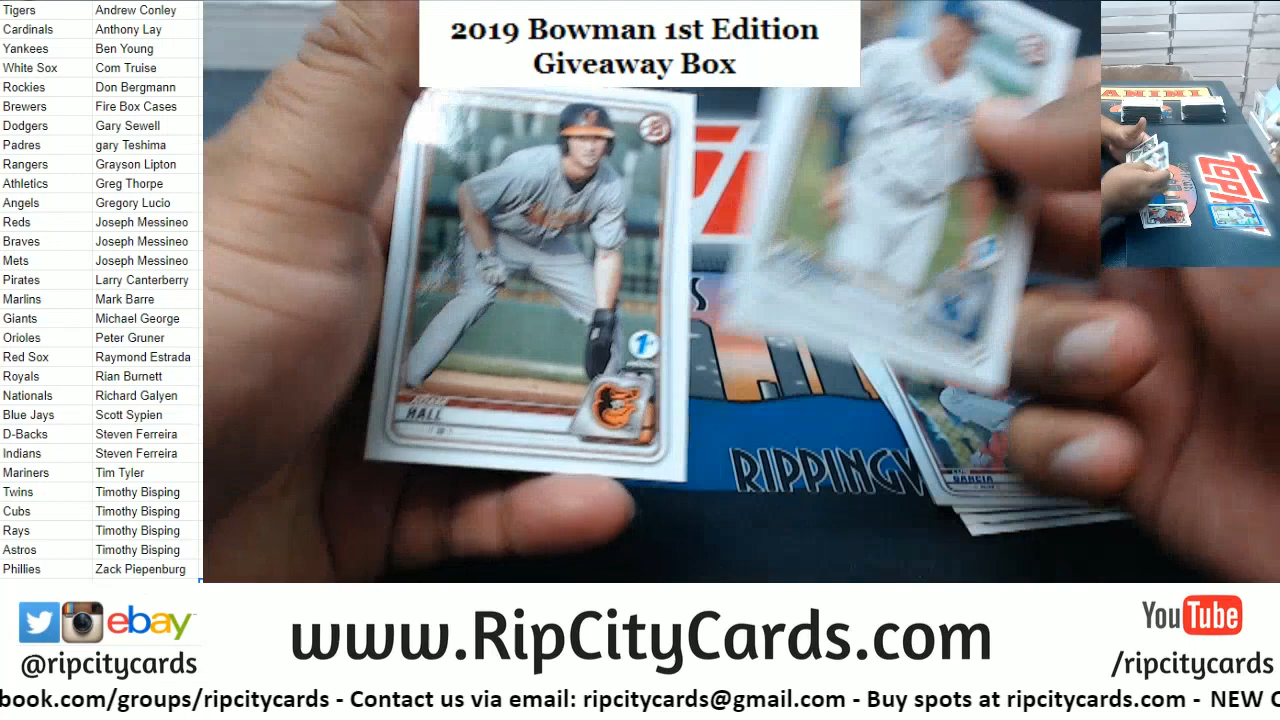 2019 Bowman 1st Edition
Giveaway Box
Tigers Andrew Conley
Cardinals Anthony Lay
Yankees Ben Young
White Sox Com Truise
Rockies Don Bergmann
Brewers Fire Box Cases
Dodgers Gary Sewell
Padres gary Teshima
Rangers Grayson Lipton
Athletics Greg Thorpe
Angels Gregory Lucio
Reds Joseph Messineo
Braves Joseph Messineo
Mets Joseph Messineo
Pirates Larry Canterberry
Marlins Mark Barre
Giants Michael George
Orioles Peter Gruner
Red Sox Raymond Estrada
Royals Rian Burnett
Nationals Richard Galyen
Blue Jays Scott Sypien
D-Backs Steven Ferreira
Indians Steven Ferreira
Mariners Tim Tyler
Twins Timothy Bisping
Cubs Timothy Bisping
Rays Timothy Bisping
Astros Timothy Bisping
Phillies Zack Piepenburg
HALL
1st
GARCIA
RIPPING
PANINI
topps
ebay
@ripcitycards
www.RipCityCards.com
YouTube
/ripcitycards
book.com/groups/ripcitycards - Contact us via email: ripcitycards@gmail.com - Buy spots at ripcitycards.com - NEW